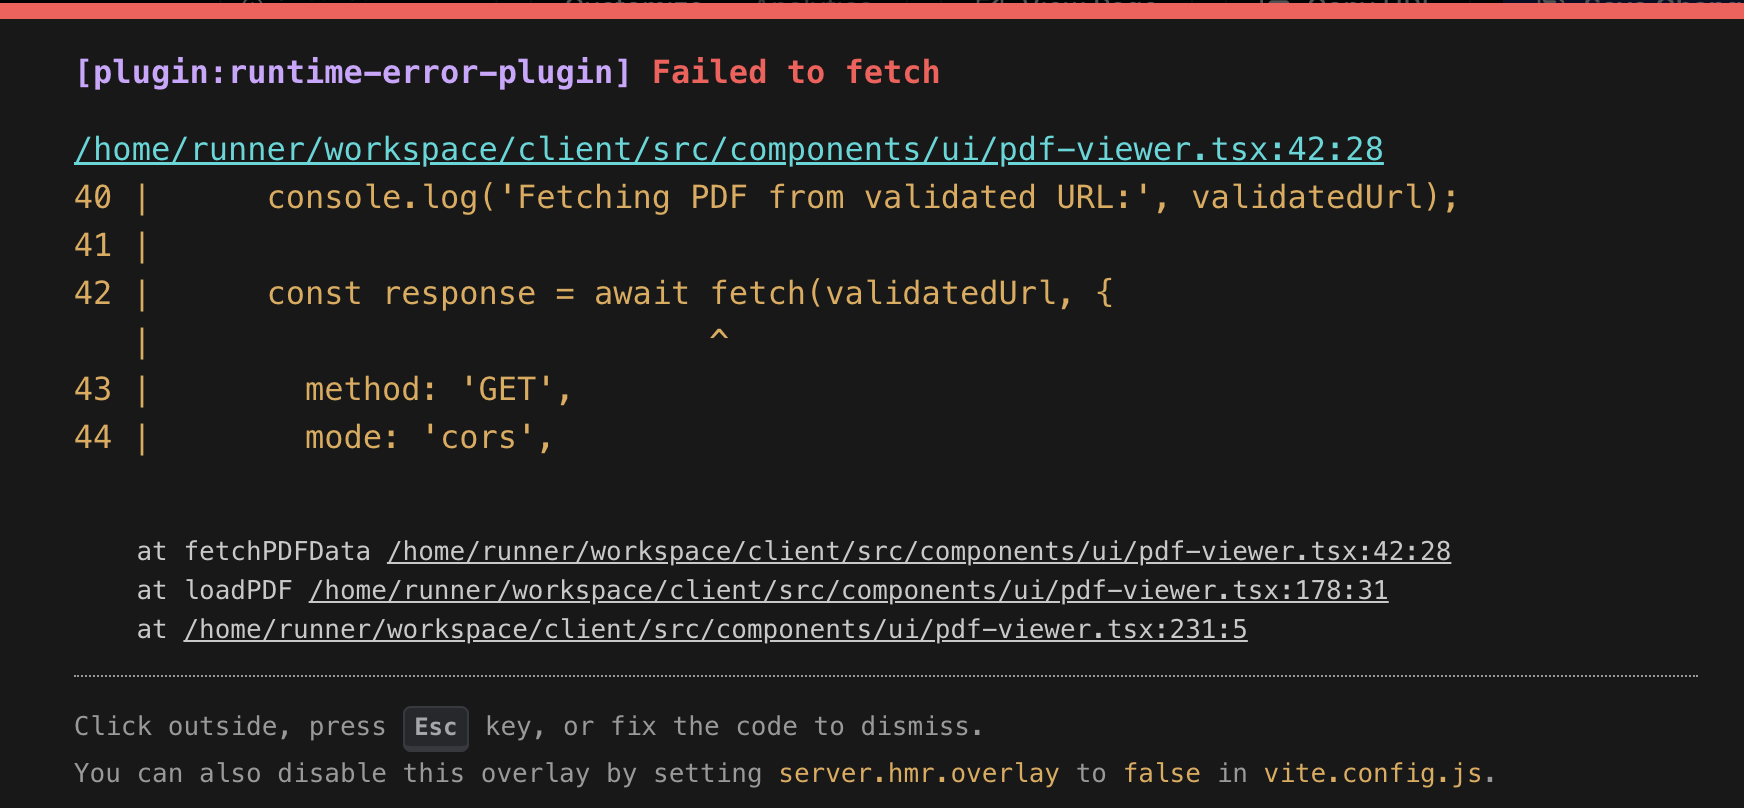 [plugin:runtime-error-plugin] Failed to fetch
/home/runner/workspace/client/src/components/ui/pdf-viewer.tsx:42:28
40 |      console.log('Fetching PDF from validated URL:', validatedUrl);
41 |
42 |      const response = await fetch(validatedUrl, {
   |                             ^
43 |        method: 'GET',
44 |        mode: 'cors',
at fetchPDFData /home/runner/workspace/client/src/components/ui/pdf-viewer.tsx:42:28
at loadPDF /home/runner/workspace/client/src/components/ui/pdf-viewer.tsx:178:31
at /home/runner/workspace/client/src/components/ui/pdf-viewer.tsx:231:5
Click outside, press Esc key, or fix the code to dismiss.
You can also disable this overlay by setting server.hmr.overlay to false in vite.config.js.